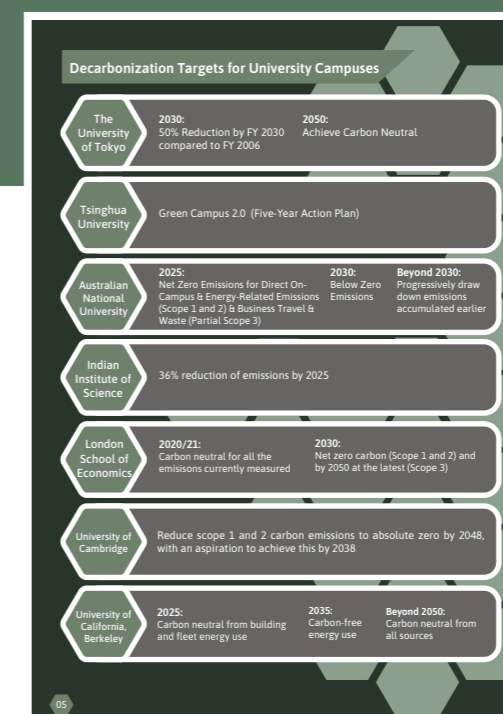 Decarbonization Targets for University Campuses
The
University
of Tokyo
2030:
50% Reduction by FY 2030
compared to FY 2006
2050:
Achieve Carbon Neutral
Tsinghua
University
Green Campus 2.0 (Five-Year Action Plan)
Australian
National
University
2025:
Net Zero Emissions for Direct On-
Campus & Energy-Related Emissions
(Scope 1 and 2) & Business Travel &
Waste (Partial Scope 3)
2030:
Below Zero
Emissions
Beyond 2030:
Progressively draw
down emissions
accumulated earlier
Indian
Institute of
Science
36% reduction of emissions by 2025
London
School of
Economics
2020/21:
Carbon neutral for all the
emisisons currently measured
2030:
Net zero carbon (Scope 1 and 2) and
by 2050 at the latest (Scope 3)
University of
Cambridge
Reduce scope 1 and 2 carbon emissions to absolute zero by 2048,
with an aspiration to achieve this by 2038
University of
California,
Berkeley
2025:
Carbon neutral from building
and fleet energy use
2035:
Carbon-free
energy use
Beyond 2050:
Carbon neutral from
all sources
05